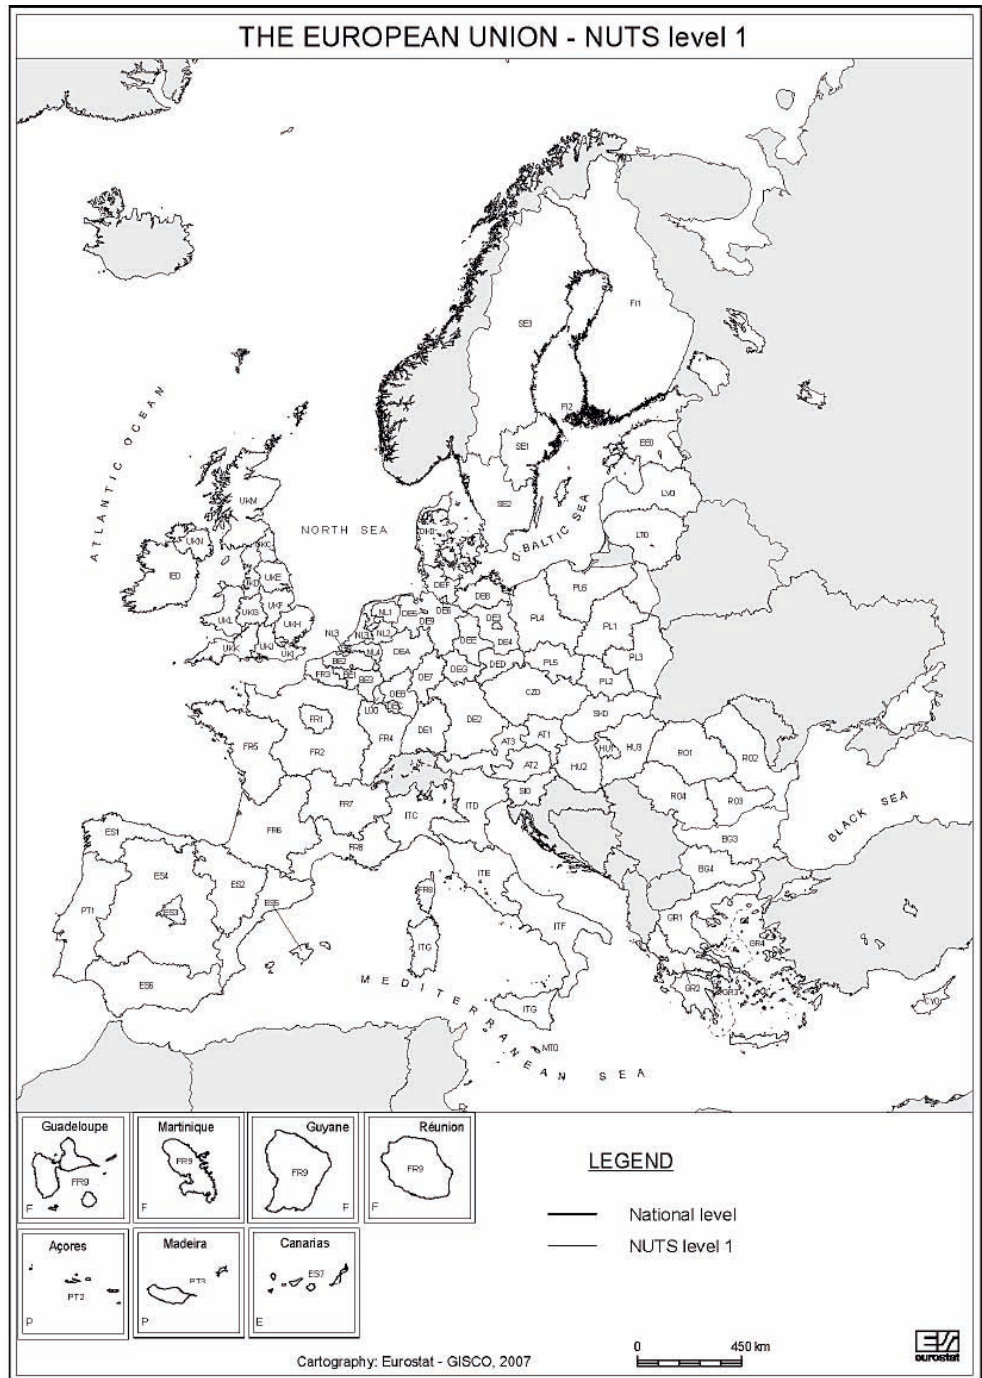 THE EUROPEAN UNION - NUTS level 1
ATLANTIC OCEAN
NORTH SEA
BALTIC SEA
BLACK SEA
MEDITERRANEAN SEA
FI1
SE3
FI2
SE1
EE0
SE2
LV0
LT0
UKM
UKN
UKC
IE0
UKD
UKE
UKF
UKG
UKL
UKH
UKK
UKJ
UKI
DEF
DE8
PL6
NL1
DE5
DE6
DE9
DE3
PL4
PL1
NL3
NL3
NL2
DEE
DE4
NL4
DEA
PL3
BE2
PL5
FR3
BE1
BE3
DE7
DEG
DED
PL2
DEB
CZ0
LU0
DEC
FR1
FR4
DE1
DE2
SK0
FR5
FR2
AT3
AT1
HU1
HU3
RO1
RO2
AT2
HU2
SI0
RO4
RO3
FR7
ITD
ITC
ES1
FR6
FR8
BG3
ES4
ES2
ITE
BG4
PT1
ES3
ES5
FR8
GR1
ITF
GR4
ITG
ES6
GR2
GR3
ITG
CY0
MT0
Guadeloupe
FR9
F
Martinique
FR9
F
Guyane
FR9
F
Réunion
FR9
F
Açores
PT2
P
Madeira
PT3
P
Canarias
ES7
E
LEGEND
National level
NUTS level 1
0 450 km
Cartography: Eurostat - GISCO, 2007
eurostat